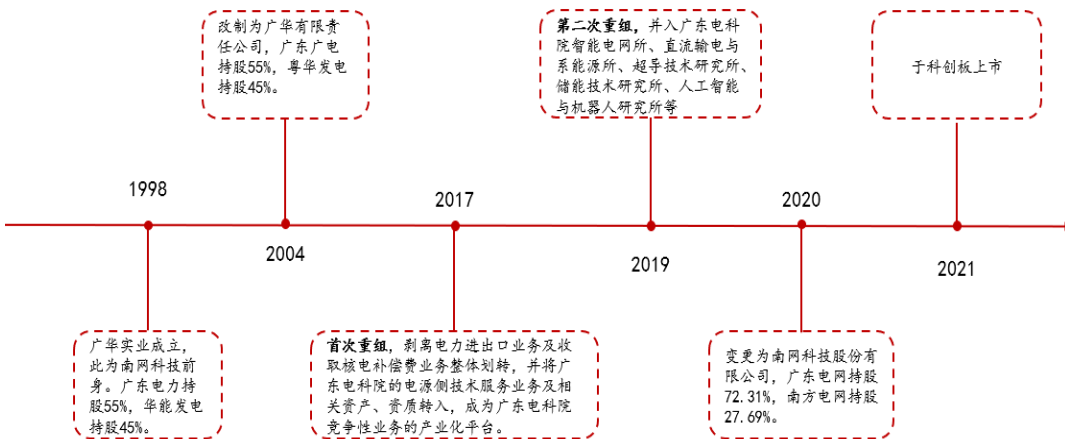 改制为广华有限责
任公司，广东广电
持股55%，粤华发电
持股45%。
第二次重组，并入广东电科
院智能电网所、直流输电与
系能源所、超导技术研究所、
储能技术研究所、人工智能
与机器人研究所等
于科创板上市
1998
2004
2017
2019
2020
2021
广华实业成立，
此为南网科技前
身。广东电力持
股55%，华能发电
持股45%。
首次重组，剥离电力进出口业务及收
取核电补偿费业务整体划转，并将广
东电科院的电源侧技术服务业务及相
关资产、资质转入，成为广东电科院
竞争性业务的产业化平台。
变更为南网科技股份有
限公司，广东电网持股
72.31%，南方电网持股
27.69%。